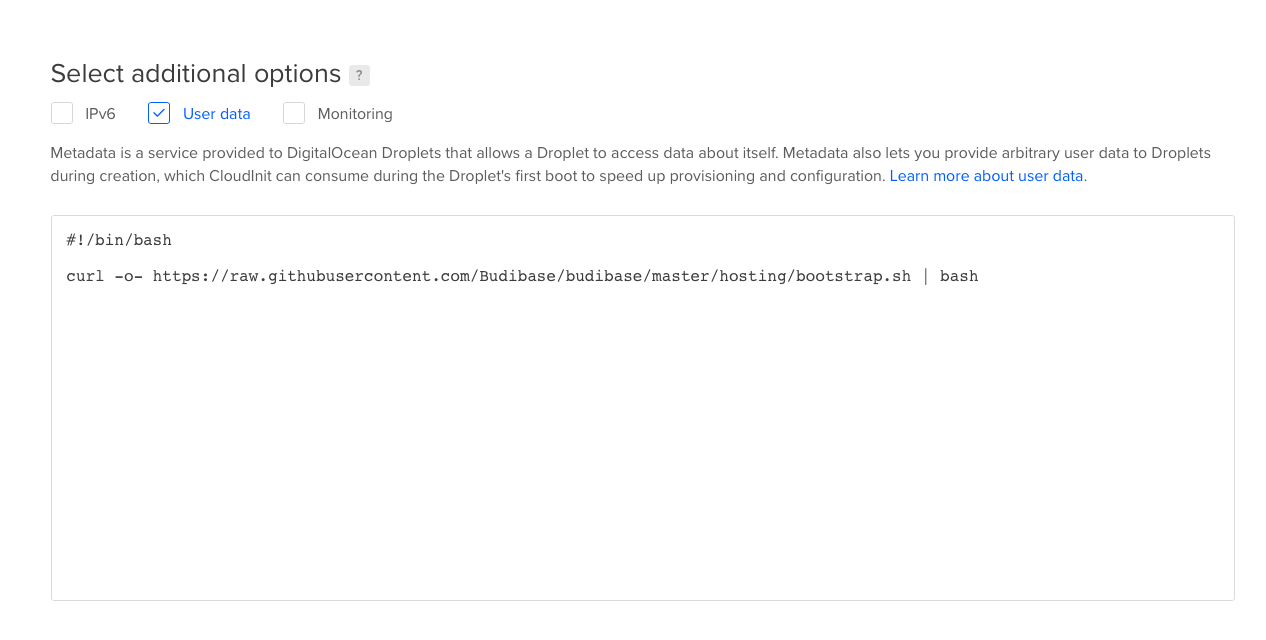 Select additional options ?
IPv6 User data Monitoring
Metadata is a service provided to DigitalOcean Droplets that allows a Droplet to access data about itself. Metadata also lets you provide arbitrary user data to Droplets
during creation, which CloudInit can consume during the Droplet's first boot to speed up provisioning and configuration. Learn more about user data.
#!/bin/bash
curl -o- https://raw.githubusercontent.com/Budibase/budibase/master/hosting/bootstrap.sh | bash